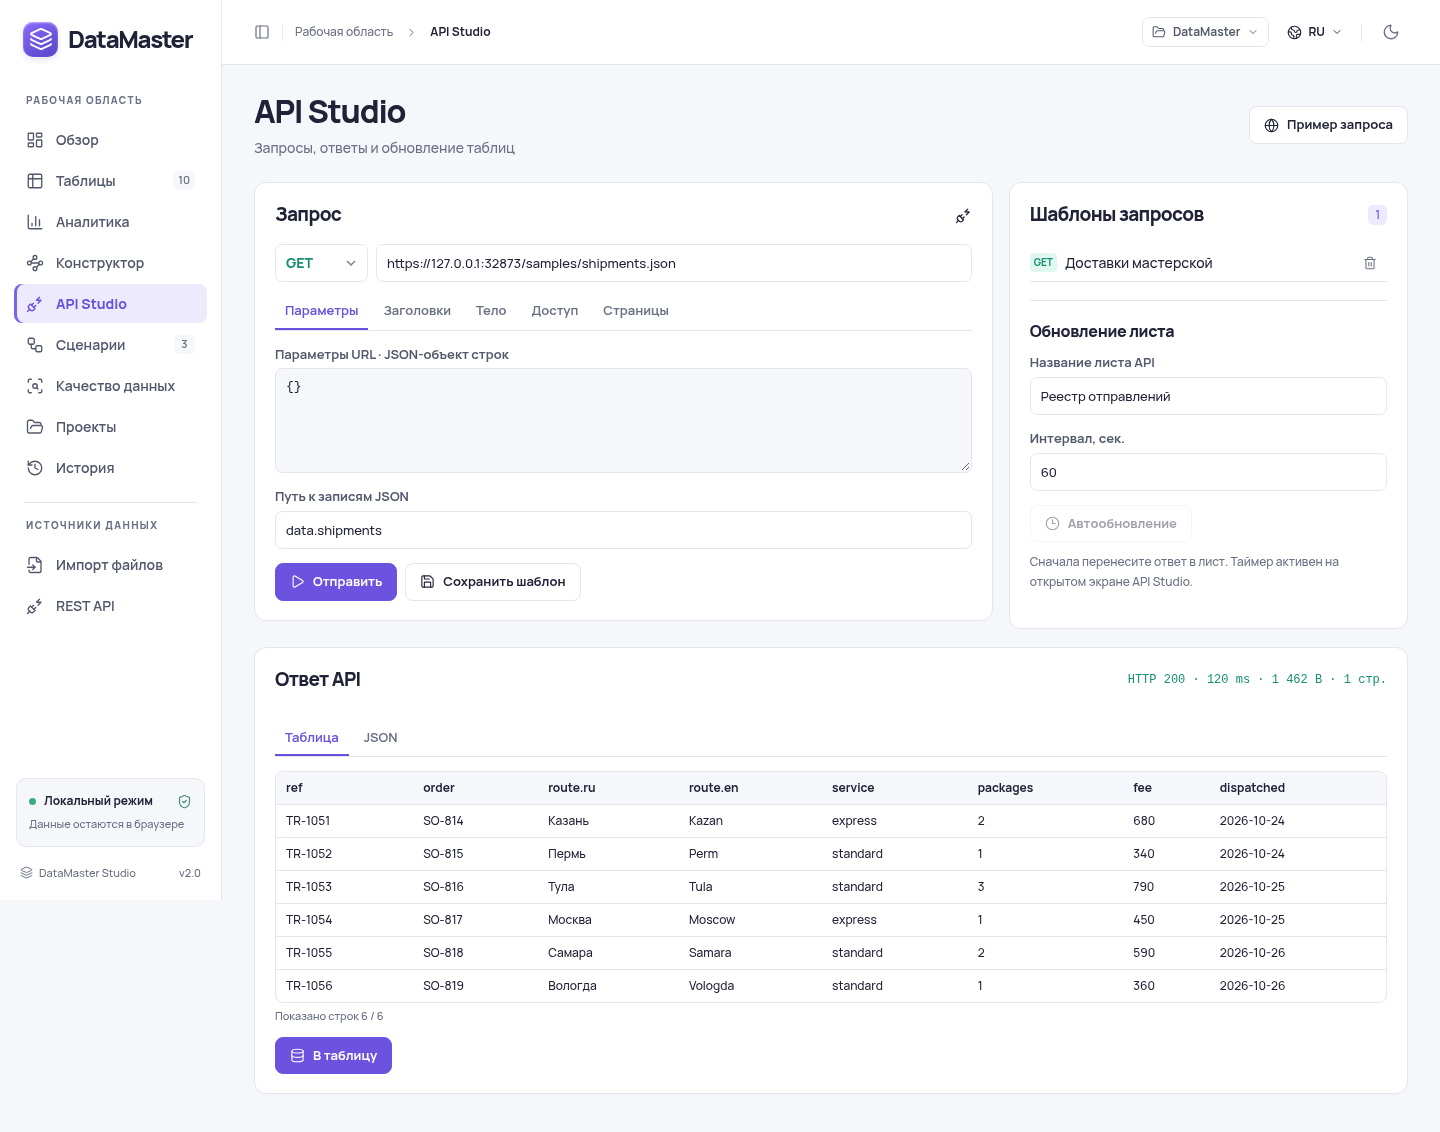 DataMaster
РАБОЧАЯ ОБЛАСТЬ
Обзор
Таблицы 10
Аналитика
Конструктор
API Studio
Сценарии 3
Качество данных
Проекты
История
ИСТОЧНИКИ ДАННЫХ
Импорт файлов
REST API
Локальный режим
Данные остаются в браузере
DataMaster Studio v2.0
Рабочая область API Studio
DataMaster RU
API Studio
Запросы, ответы и обновление таблиц
Пример запроса
Запрос
GET https://127.0.0.1:32873/samples/shipments.json
Параметры Заголовки Тело Доступ Страницы
Параметры URL · JSON-объект строк
{}
Путь к записям JSON
data.shipments
Отправить Сохранить шаблон
Шаблоны запросов 1
GET Доставки мастерской
Обновление листа
Название листа API
Реестр отправлений
Интервал, сек.
60
Автообновление
Сначала перенесите ответ в лист. Таймер активен на
открытом экране API Studio.
Ответ API HTTP 200 · 120 ms · 1 462 B · 1 стр.
Таблица JSON
ref order route.ru route.en service packages fee dispatched
TR-1051 SO-814 Казань Kazan express 2 680 2026-10-24
TR-1052 SO-815 Пермь Perm standard 1 340 2026-10-24
TR-1053 SO-816 Тула Tula standard 3 790 2026-10-25
TR-1054 SO-817 Москва Moscow express 1 450 2026-10-25
TR-1055 SO-818 Самара Samara standard 2 590 2026-10-26
TR-1056 SO-819 Вологда Vologda standard 1 360 2026-10-26
Показано строк 6 / 6
В таблицу